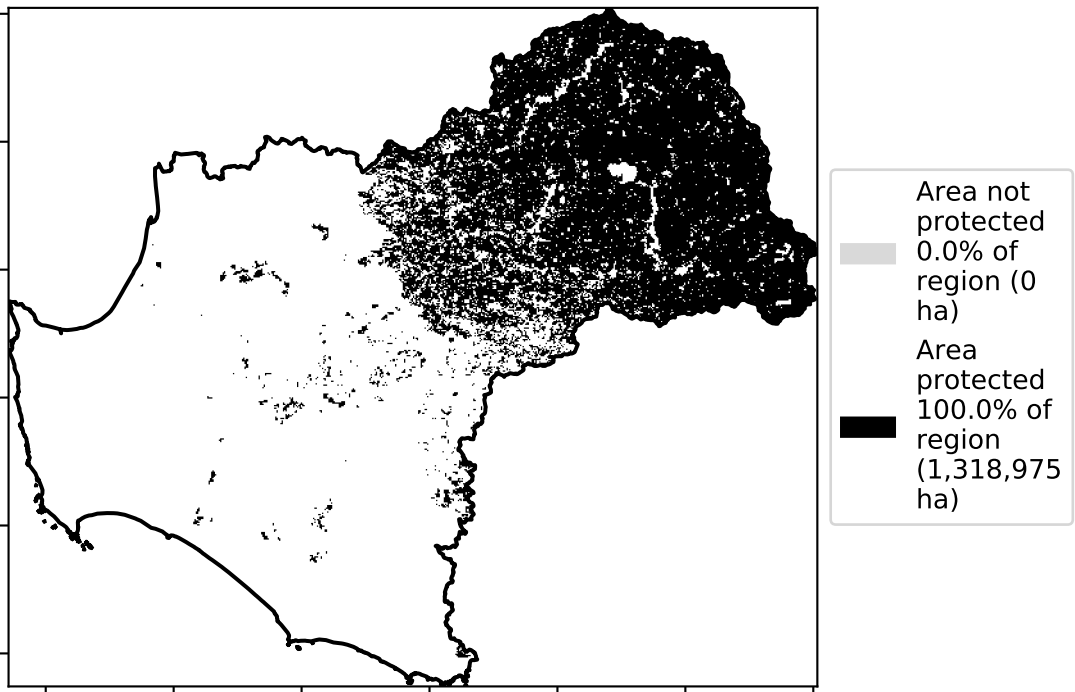 Area not
protected
0.0% of
region (0
ha)
Area
protected
100.0% of
region
(1,318,975
ha)